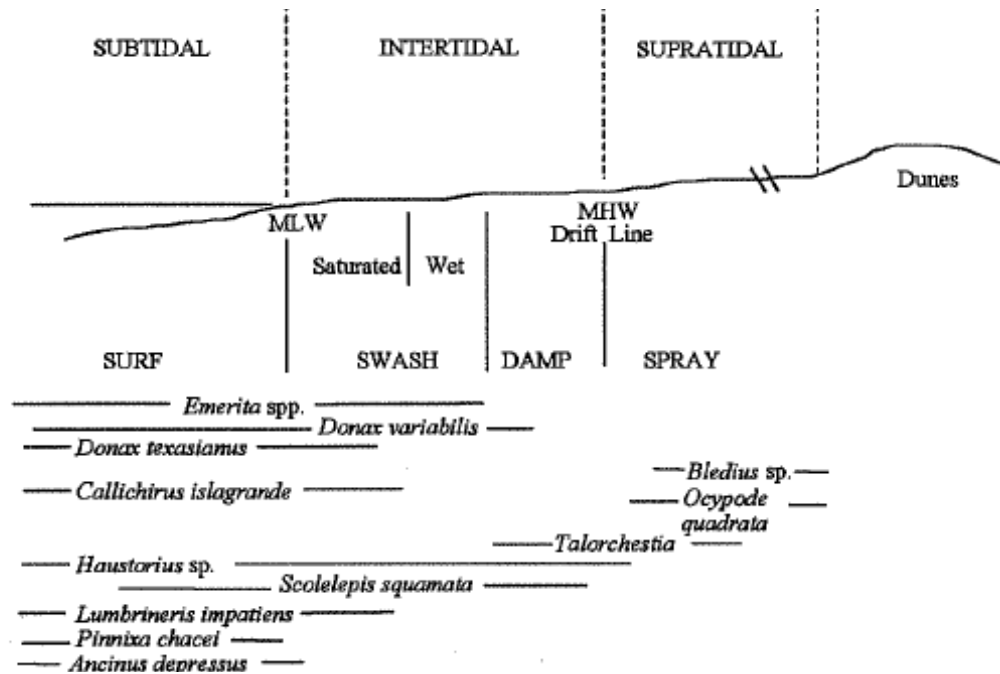 SUBTIDAL INTERTIDAL SUPRATIDAL
Dunes
MLW MHW
Drift Line
Saturated Wet
SURF SWASH DAMP SPRAY
Emerita spp.
Donax variabilis
Donax texasianus
Bledius sp.
Callichirus islagrande
Ocypode
quadrata
Talorchestia
Haustorius sp.
Scolelepis squamata
Lumbrineris impatiens
Pinnixa chacei
Ancinus depressus